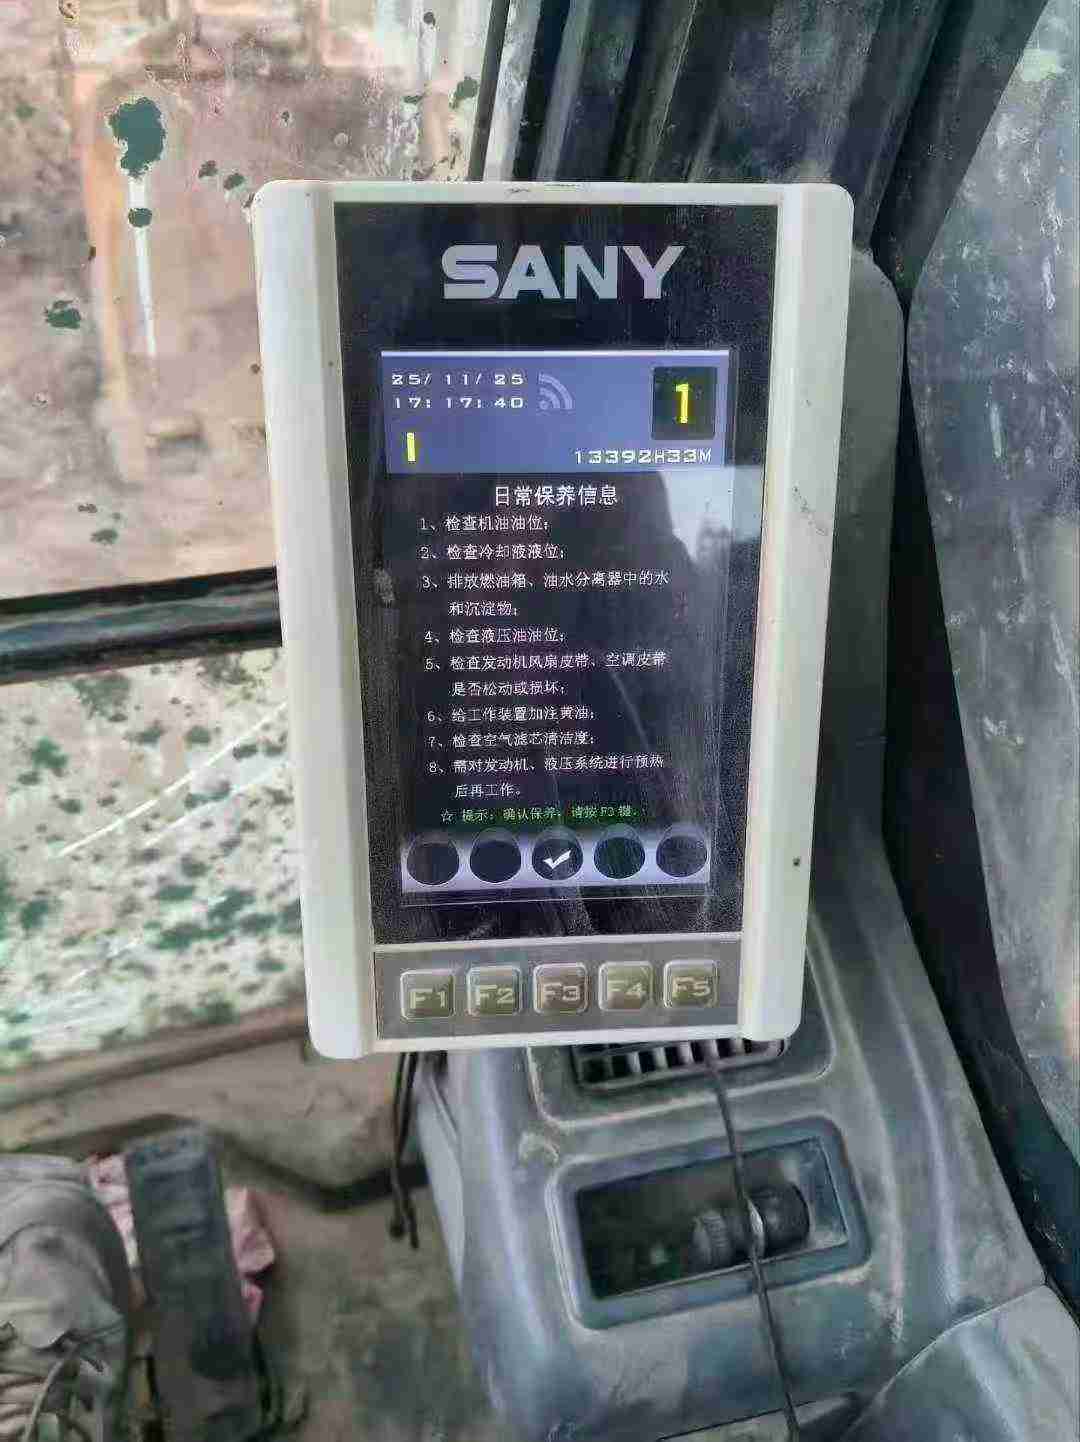 SANY
25/ 11/ 25
17: 17: 40
1
13392H33M
日常保养信息
1、检查机油油位;
2、检查冷却液液位;
3、排放燃油箱、油水分离器中的水
和沉淀物;
4、检查液压油油位;
5、检查发动机风扇皮带、空调皮带
是否松动或损坏;
6、给工作装置加注黄油;
7、检查空气滤芯清洁度;
8、需对发动机、液压系统进行预热
后再工作。
☆ 提示: 确认保养, 请按 F3 键.
F1 F2 F3 F4 F5